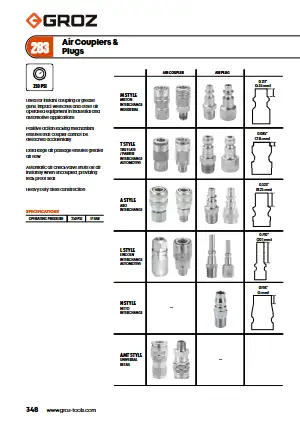 GROZ
283
Air Couplers &
Plugs
250 PSI
Used for instant coupling of grease
guns, impact wrenches and other air
operated equipment in industrial and
automotive applications
Positive action locking mechanism
ensures that coupler cannot be
disengaged accidentally
Extra large air passage ensures greater
air flow
Automatic air check valve shuts off air
instantly when uncoupled, providing
leak proof seal
Heavy duty steel construction
SPECIFICATIONS
OPERATING PRESSURE 250 PSI 17 BAR
AIR COUPLER AIR PLUG
M STYLE
MILTON
INTERCHANGE
INDUSTRIAL
T STYLE
TRU FLATE
/ PARKER
INTERCHANGE
AUTOMOTIVE
A STYLE
ARO
INTERCHANGE
L STYLE
LINCOLN
INTERCHANGE
AUTOMOTIVE
N STYLE
NITTO
INTERCHANGE
AMT STYLE
UNIVERSAL
348 www.groz-tools.com